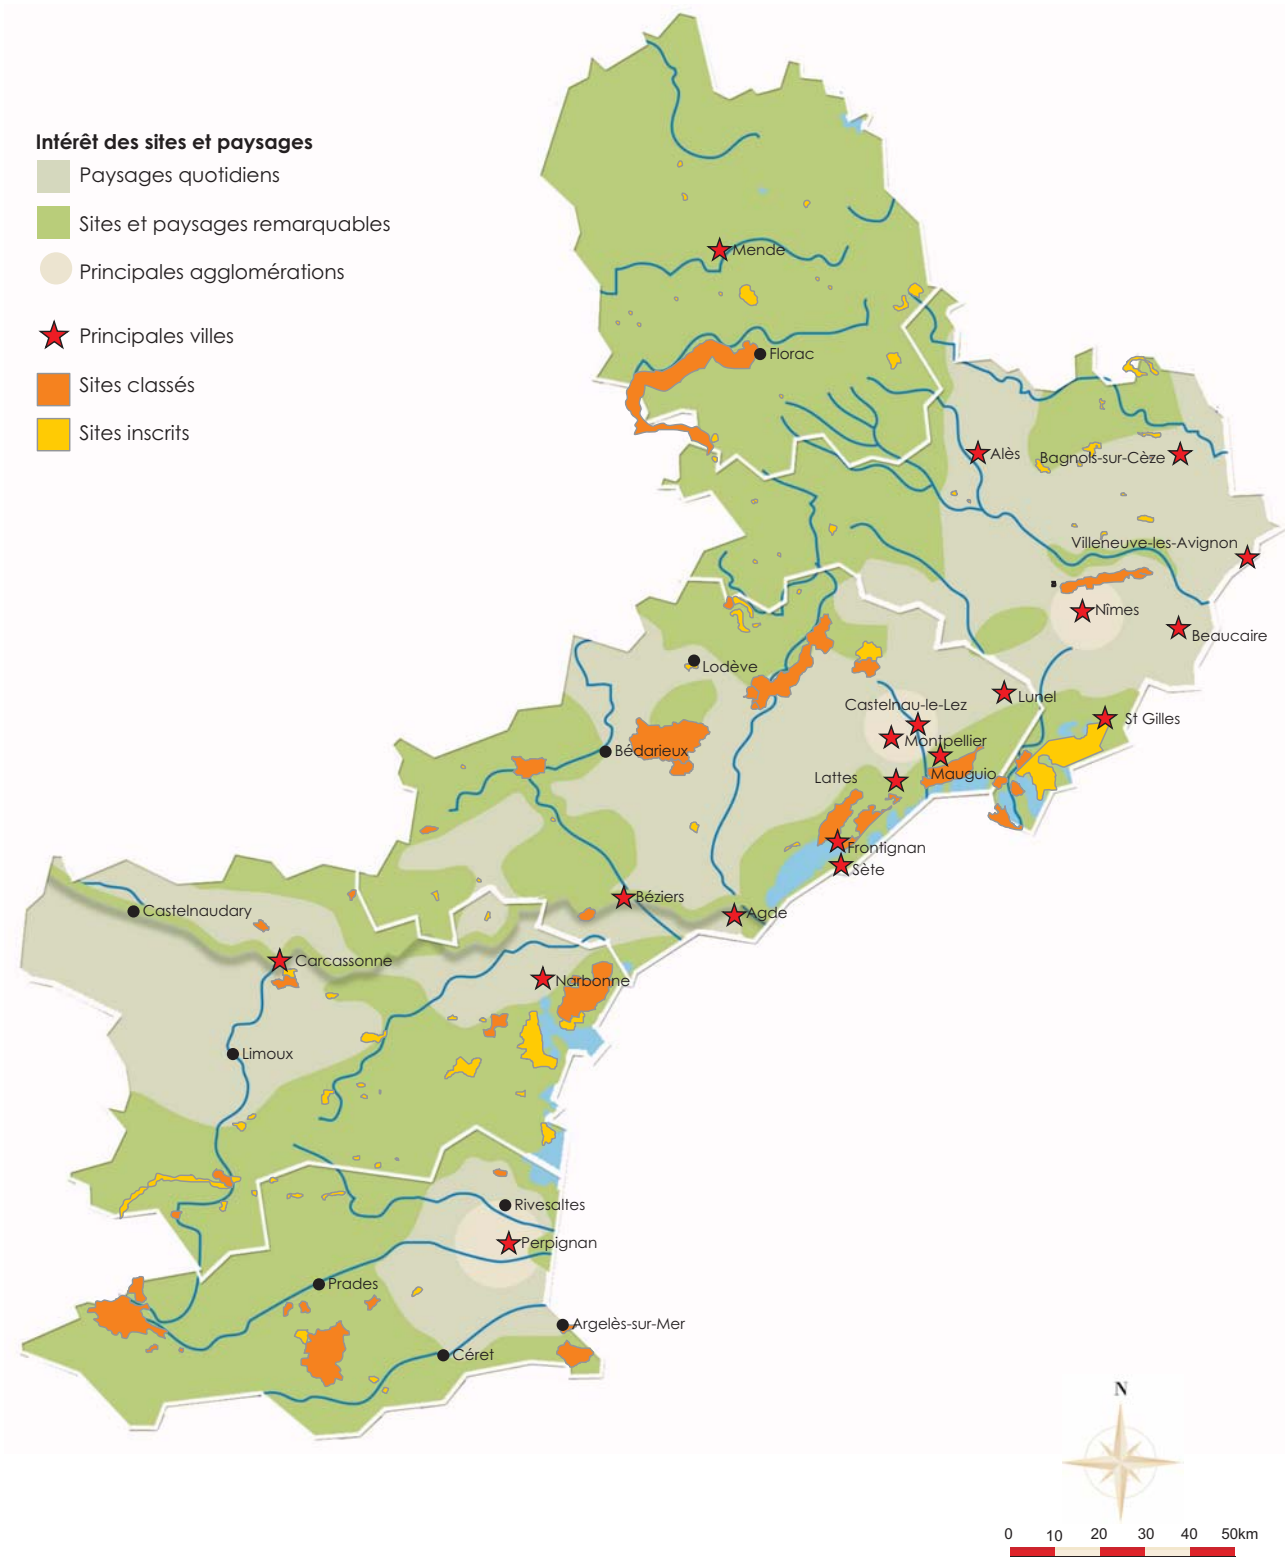 Intérêt des sites et paysages
Paysages quotidiens
Sites et paysages remarquables
Principales agglomérations
Principales villes
Sites classés
Sites inscrits
Mende
Florac
Alès
Bagnols-sur-Cèze
Villeneuve-les-Avignon
Nîmes
Beaucaire
Lodève
Lunel
Castelnau-le-Lez
St Gilles
Montpellier
Bédarieux
Mauguio
Lattes
Frontignan
Sète
Béziers
Agde
Castelnaudary
Carcassonne
Narbonne
Limoux
Rivesaltes
Perpignan
Prades
Argelès-sur-Mer
Céret
N
0 10 20 30 40 50km